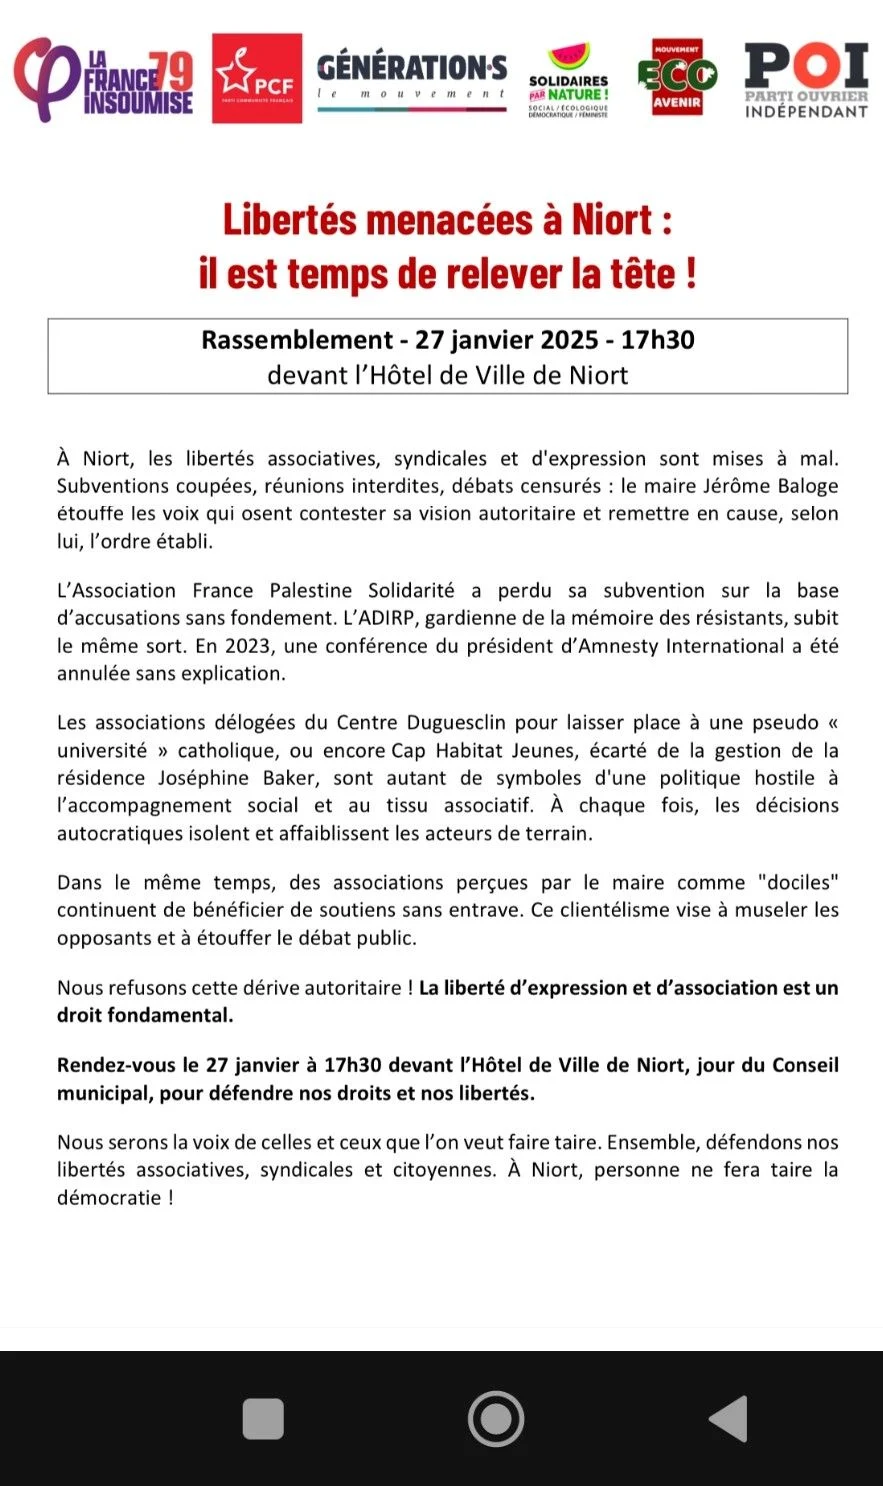 LA
FRANCE 79
INSOUMISE
PCF
PARTI COMMUNISTE FRANÇAIS
GÉNÉRATION·S
le mouvement
SOLIDAIRES
PAR NATURE !
SOCIAL / ÉCOLOGIQUE
DÉMOCRATIQUE / FÉMINISTE
MOUVEMENT
ECO
AVENIR
POI
PARTI OUVRIER
INDÉPENDANT
Libertés menacées à Niort :
il est temps de relever la tête !
Rassemblement - 27 janvier 2025 - 17h30
devant l’Hôtel de Ville de Niort
À Niort, les libertés associatives, syndicales et d'expression sont mises à mal.
Subventions coupées, réunions interdites, débats censurés : le maire Jérôme Baloge
étouffe les voix qui osent contester sa vision autoritaire et remettre en cause, selon
lui, l’ordre établi.
L’Association France Palestine Solidarité a perdu sa subvention sur la base
d’accusations sans fondement. L’ADIRP, gardienne de la mémoire des résistants, subit
le même sort. En 2023, une conférence du président d’Amnesty International a été
annulée sans explication.
Les associations délogées du Centre Duguesclin pour laisser place à une pseudo «
université » catholique, ou encore Cap Habitat Jeunes, écarté de la gestion de la
résidence Joséphine Baker, sont autant de symboles d'une politique hostile à
l’accompagnement social et au tissu associatif. À chaque fois, les décisions
autocratiques isolent et affaiblissent les acteurs de terrain.
Dans le même temps, des associations perçues par le maire comme "dociles"
continuent de bénéficier de soutiens sans entrave. Ce clientélisme vise à museler les
opposants et à étouffer le débat public.
Nous refusons cette dérive autoritaire ! La liberté d’expression et d’association est un
droit fondamental.
Rendez-vous le 27 janvier à 17h30 devant l’Hôtel de Ville de Niort, jour du Conseil
municipal, pour défendre nos droits et nos libertés.
Nous serons la voix de celles et ceux que l’on veut faire taire. Ensemble, défendons nos
libertés associatives, syndicales et citoyennes. À Niort, personne ne fera taire la
démocratie !